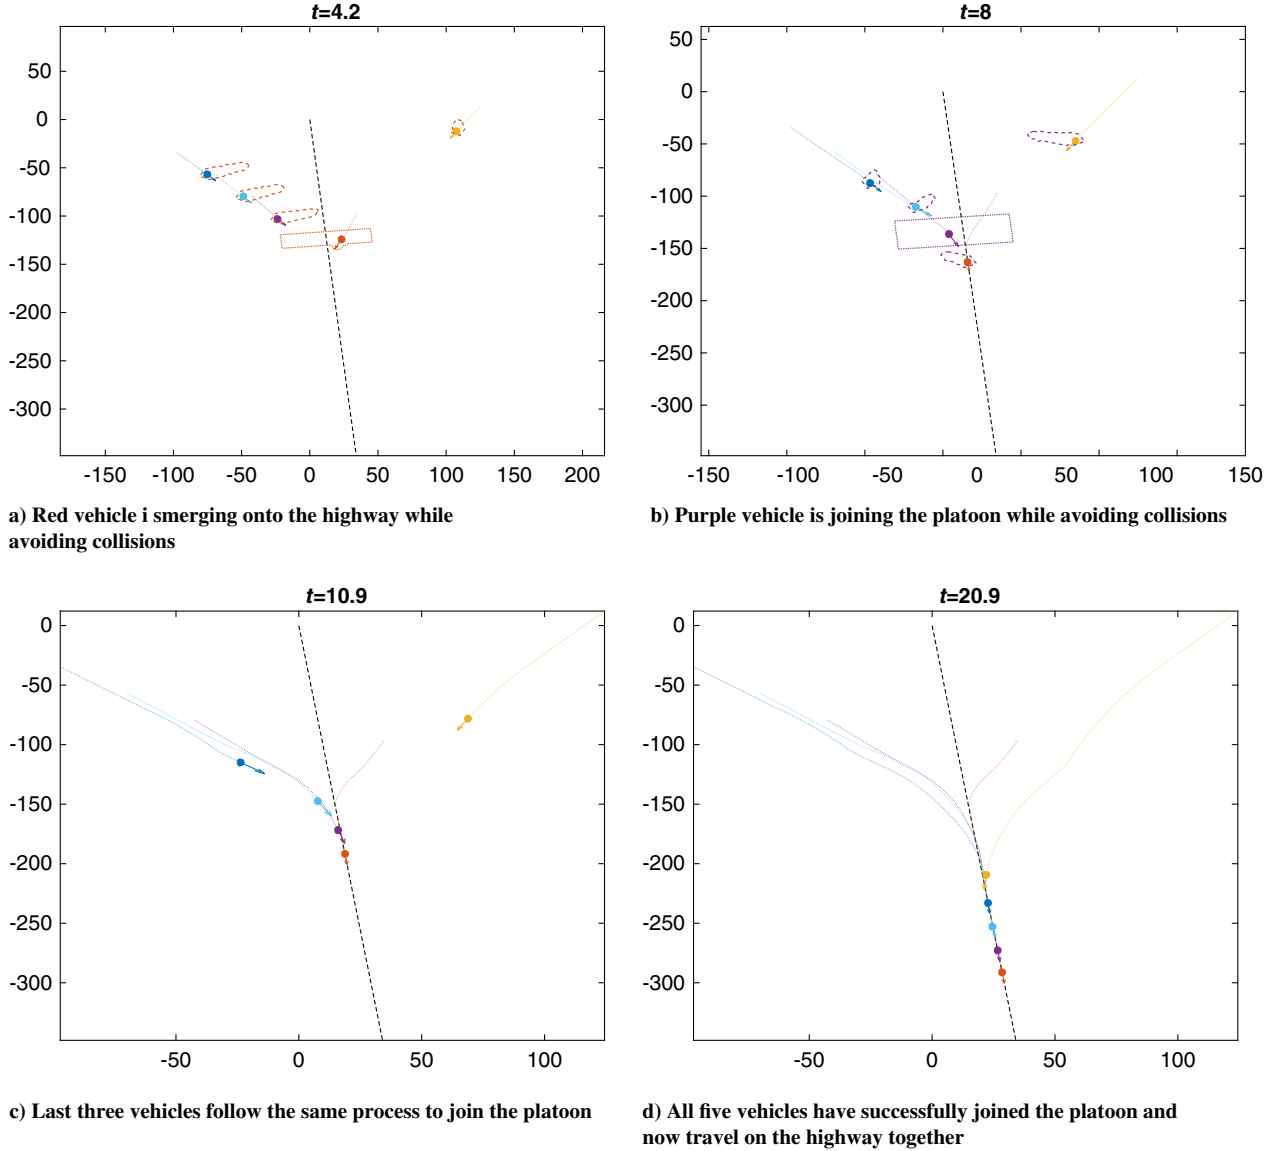 t=4.2
50
0
-50
-100
-150
-200
-250
-300
-150 -100 -50 0 50 100 150 200
a) Red vehicle i smerging onto the highway while
avoiding collisions
t=8
50
0
-50
-100
-150
-200
-250
-300
-150 -100 -50 0 50 100 150
b) Purple vehicle is joining the platoon while avoiding collisions
t=10.9
0
-50
-100
-150
-200
-250
-300
-50 0 50 100
c) Last three vehicles follow the same process to join the platoon
t=20.9
0
-50
-100
-150
-200
-250
-300
-50 0 50 100
d) All five vehicles have successfully joined the platoon and
now travel on the highway together